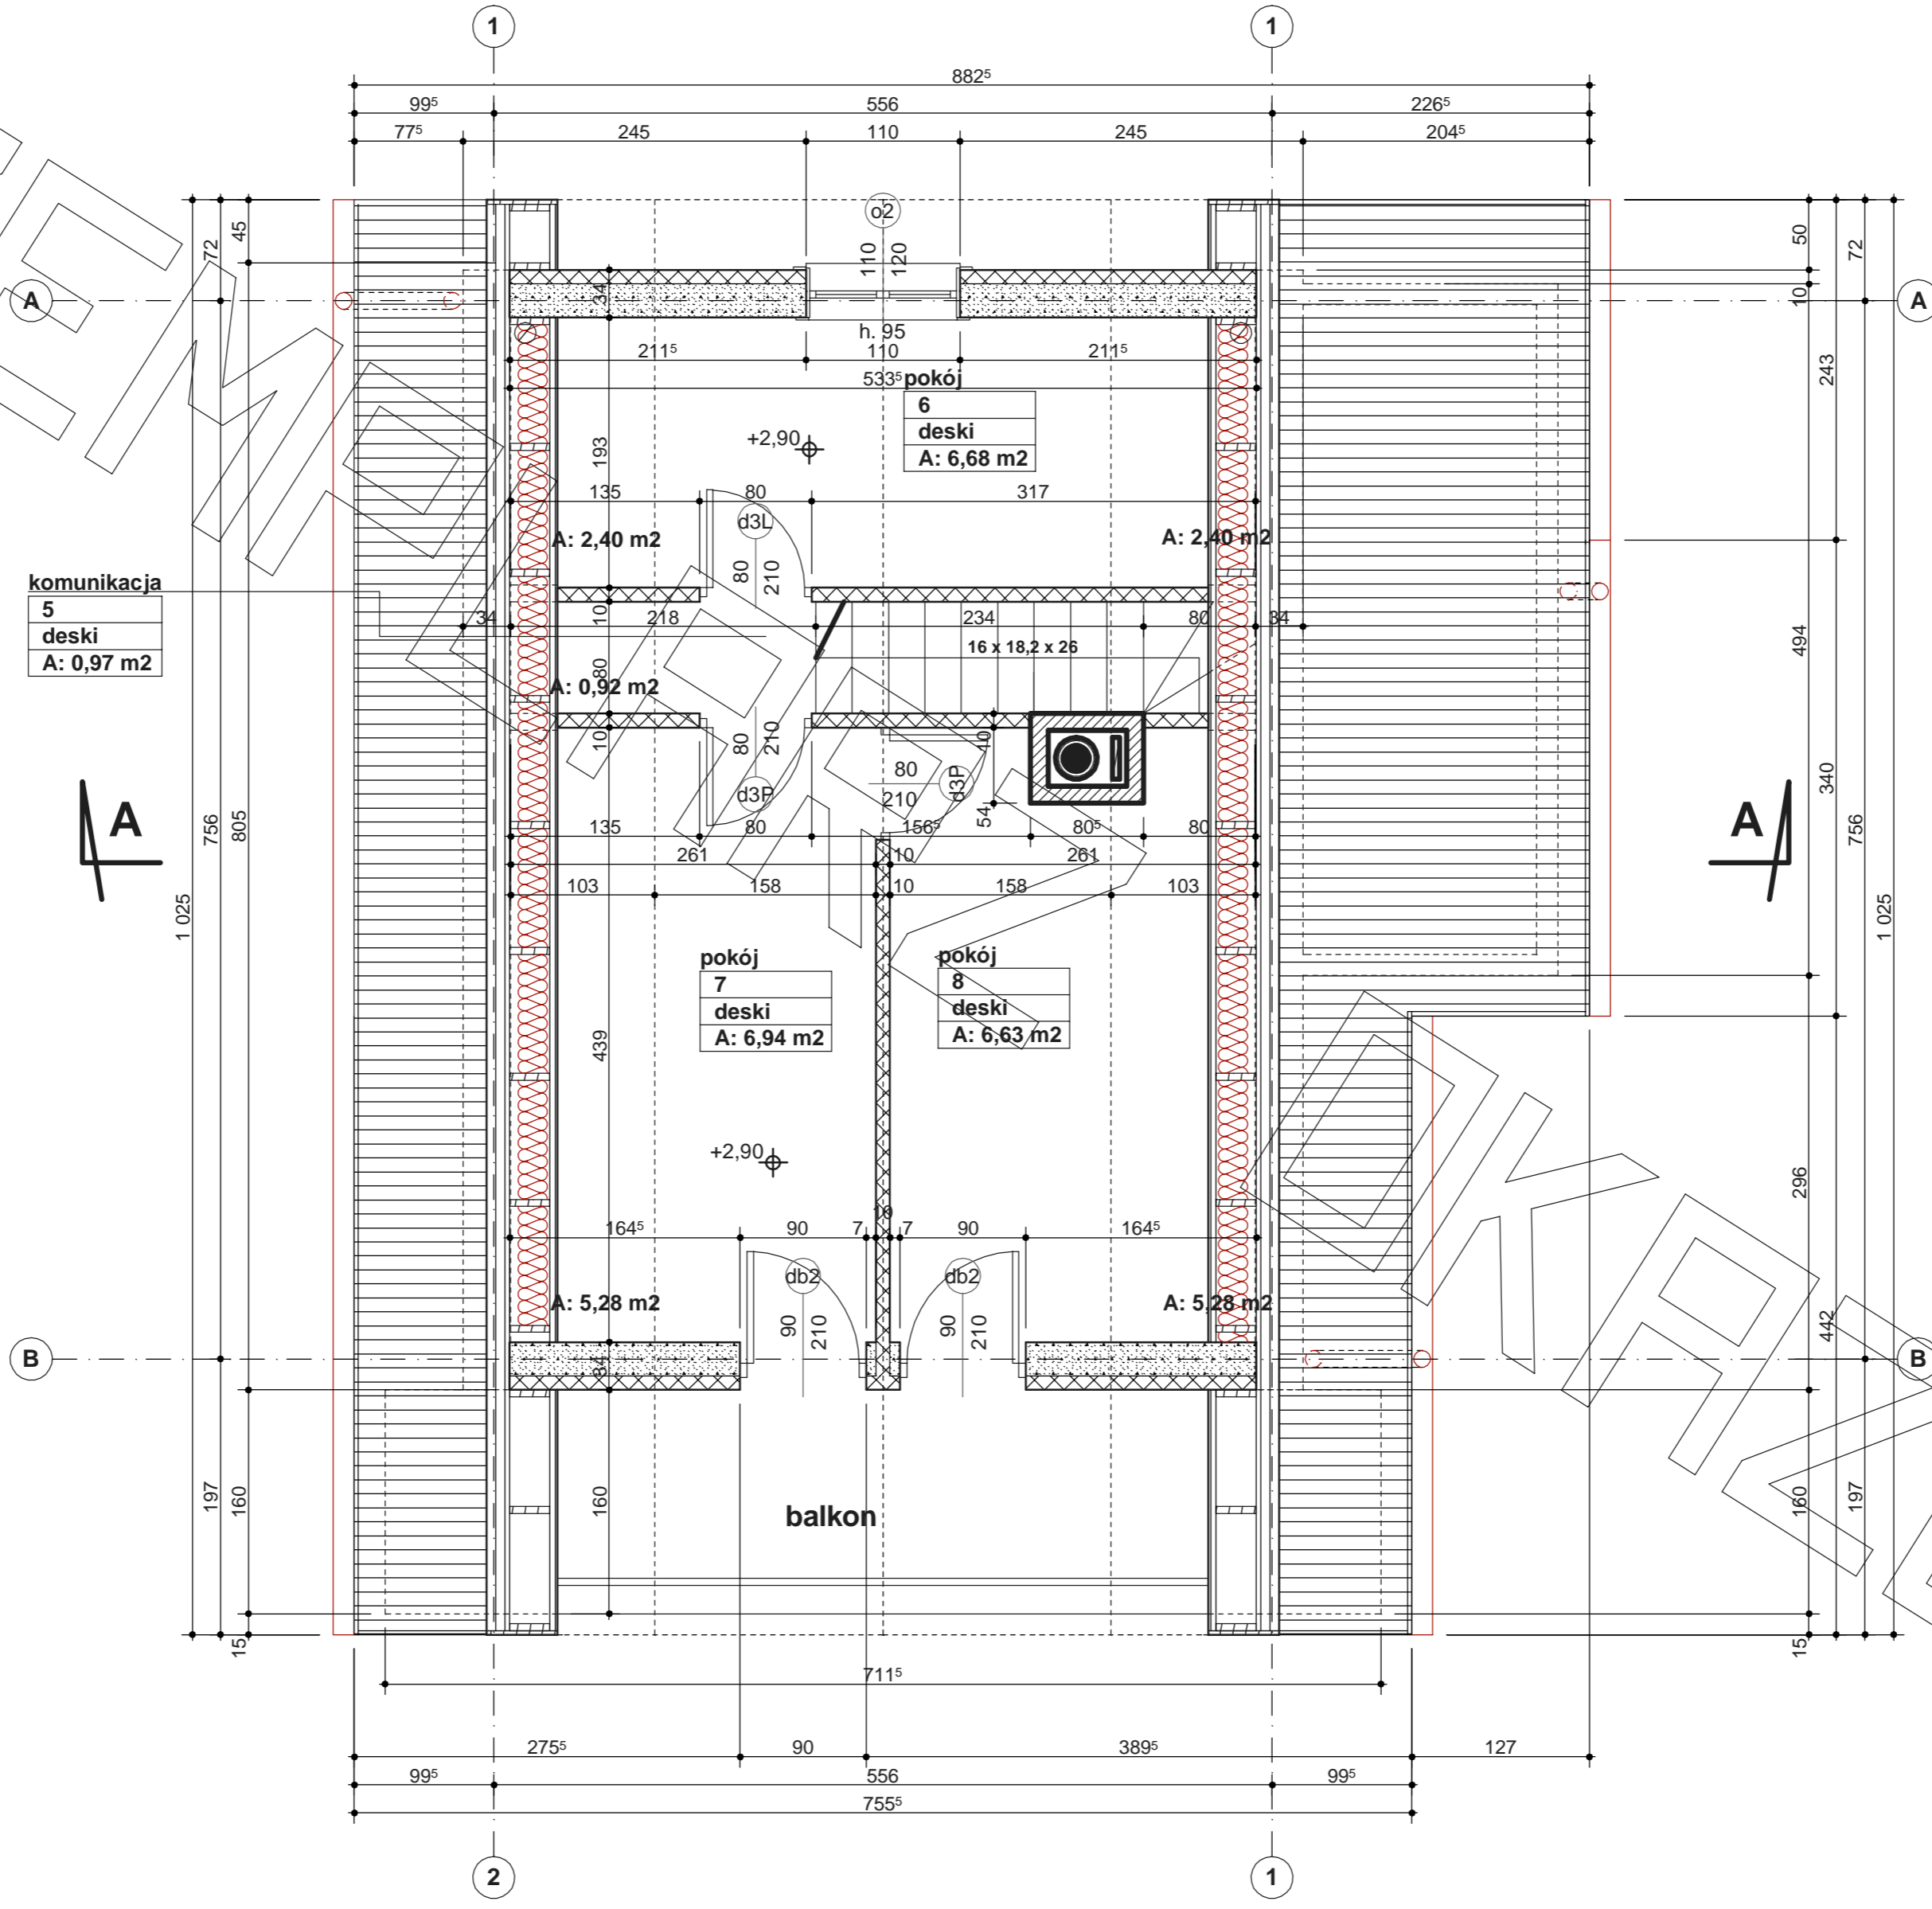 1 1
882⁵
99⁵ 556 226⁵
77⁵ 245 110 245 204⁵
o2
110
120
45
72
50
72
A A
34
10
h. 95
211⁵ 110 211⁵
533⁵
243
pokój
6
deski
A: 6,68 m2
+2,90
193
135 80 317
d3L
A: 2,40 m2 A: 2,40 m2
80
210
komunikacja
5
deski
A: 0,97 m2
10
34 218 234 80 34
16 x 18,2 x 26
494
80
A: 0,92 m2
10
80
210
d3P
10
80
210
d3P
54
340
A A
756
805
756
135 80 156⁵ 80⁵ 80
261 10 261
103 158 10 158 103
1 025
1 025
pokój
7
deski
A: 6,94 m2
pokój
8
deski
A: 6,63 m2
439
+2,90
296
10
164⁵ 90 7 7 90 164⁵
db2 db2
A: 5,28 m2 A: 5,28 m2
90
210
90
210
442
B B
34
197
160
160
balkon
160
197
15
15
711⁵
275⁵ 90 389⁵ 127
99⁵ 556 99⁵
755⁵
2 1